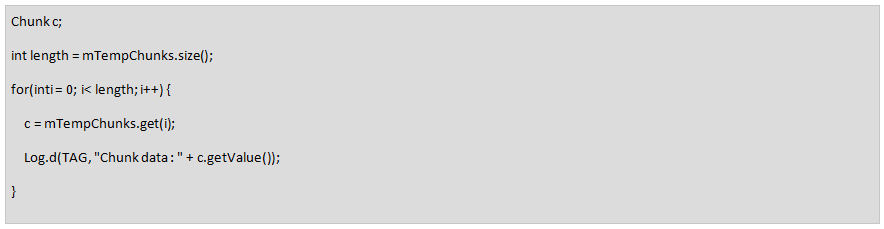 Chunk c;
int length = mTempChunks.size();
for(inti = 0; i< length; i++) {
c = mTempChunks.get(i);
Log.d(TAG, "Chunk data : " + c.getValue());
}